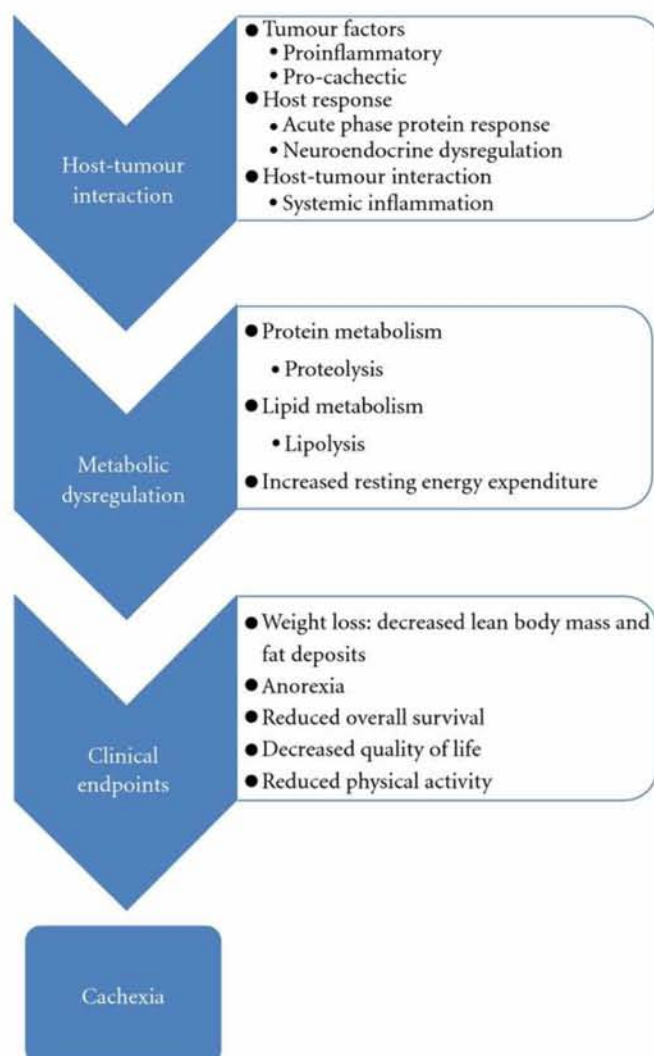 Host-tumour
interaction
● Tumour factors
• Proinflammatory
• Pro-cachectic
● Host response
• Acute phase protein response
• Neuroendocrine dysregulation
● Host-tumour interaction
• Systemic inflammation
Metabolic
dysregulation
● Protein metabolism
• Proteolysis
● Lipid metabolism
• Lipolysis
● Increased resting energy expenditure
Clinical
endpoints
● Weight loss: decreased lean body mass and
fat deposits
● Anorexia
● Reduced overall survival
● Decreased quality of life
● Reduced physical activity
Cachexia